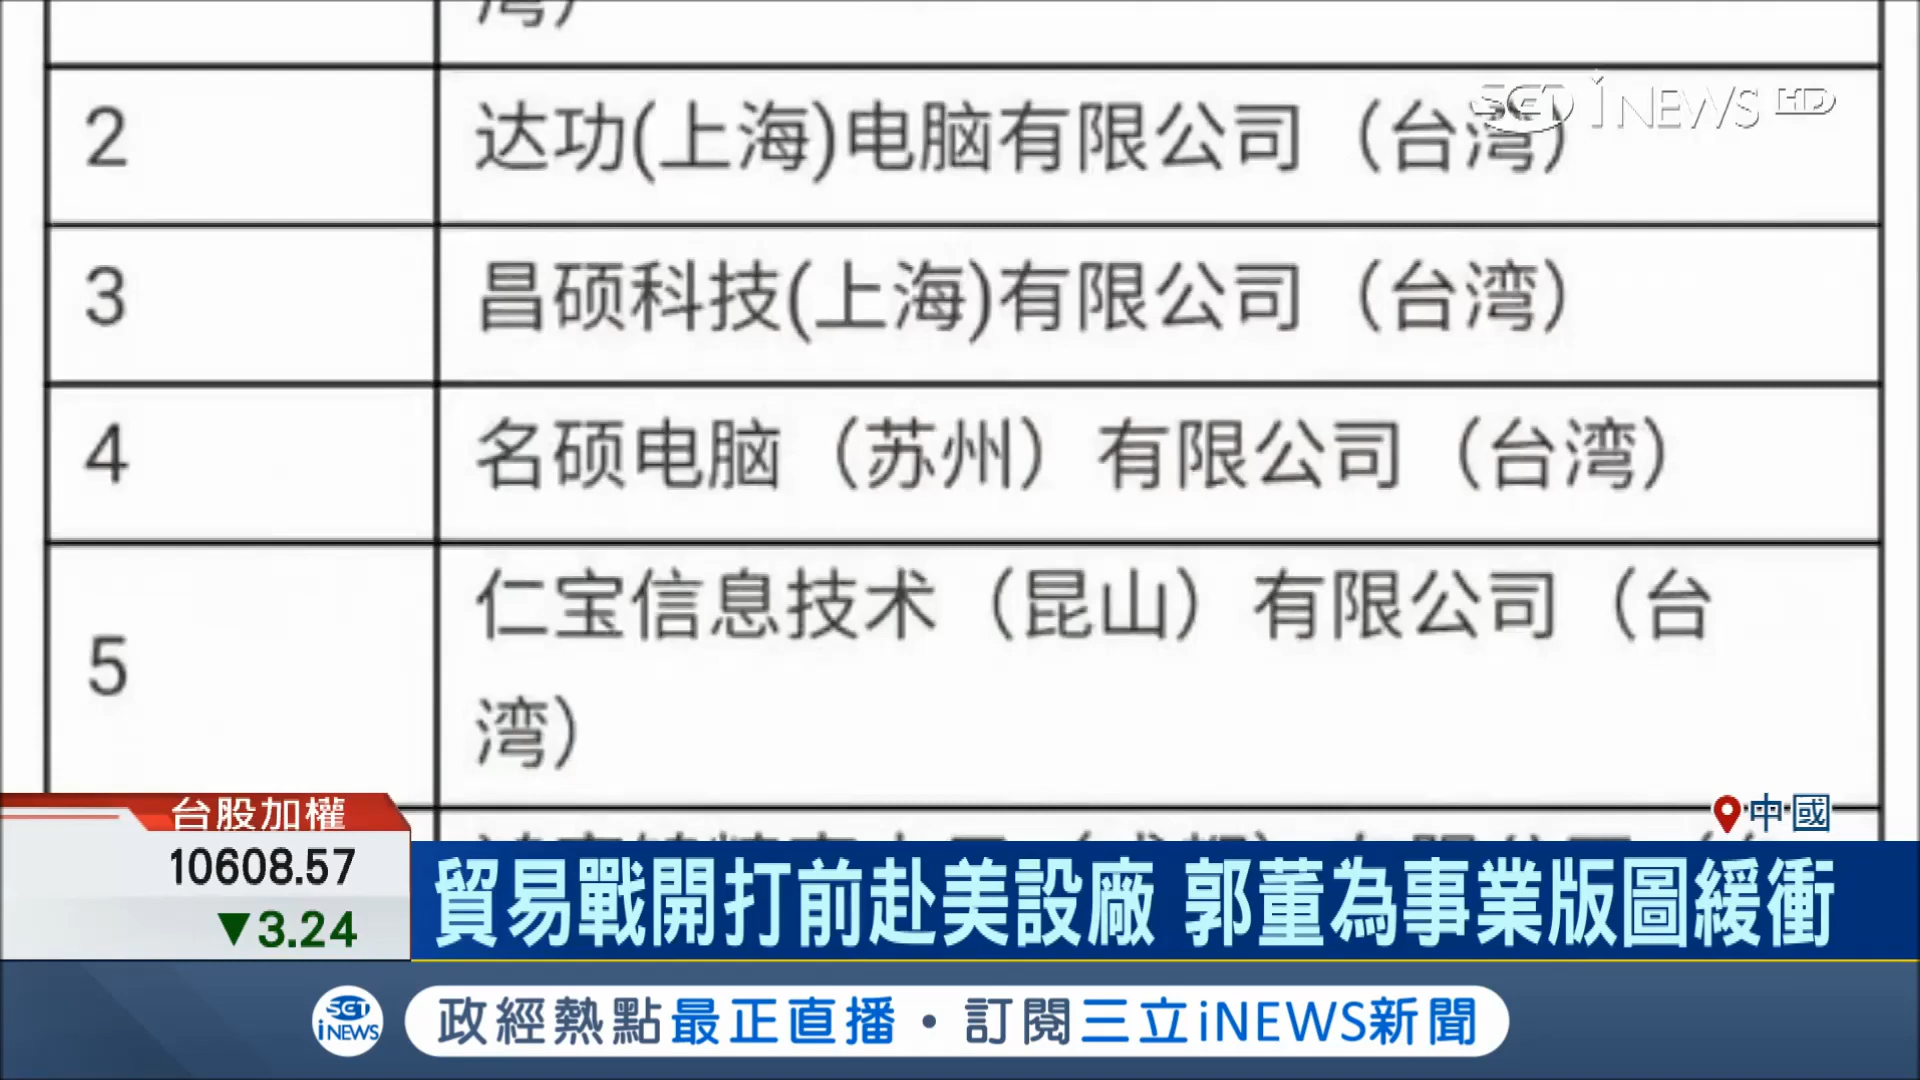 湾）
2
达功(上海)电脑有限公司（台湾）
SET iNEWS HD
3
昌硕科技(上海)有限公司（台湾）
4
名硕电脑（苏州）有限公司（台湾）
5
仁宝信息技术（昆山）有限公司（台
湾）
中國
台股加權
10608.57
▼3.24
貿易戰開打前赴美設廠 郭董為事業版圖緩衝
SET iNEWS
政經熱點最正直播・訂閱三立iNEWS新聞